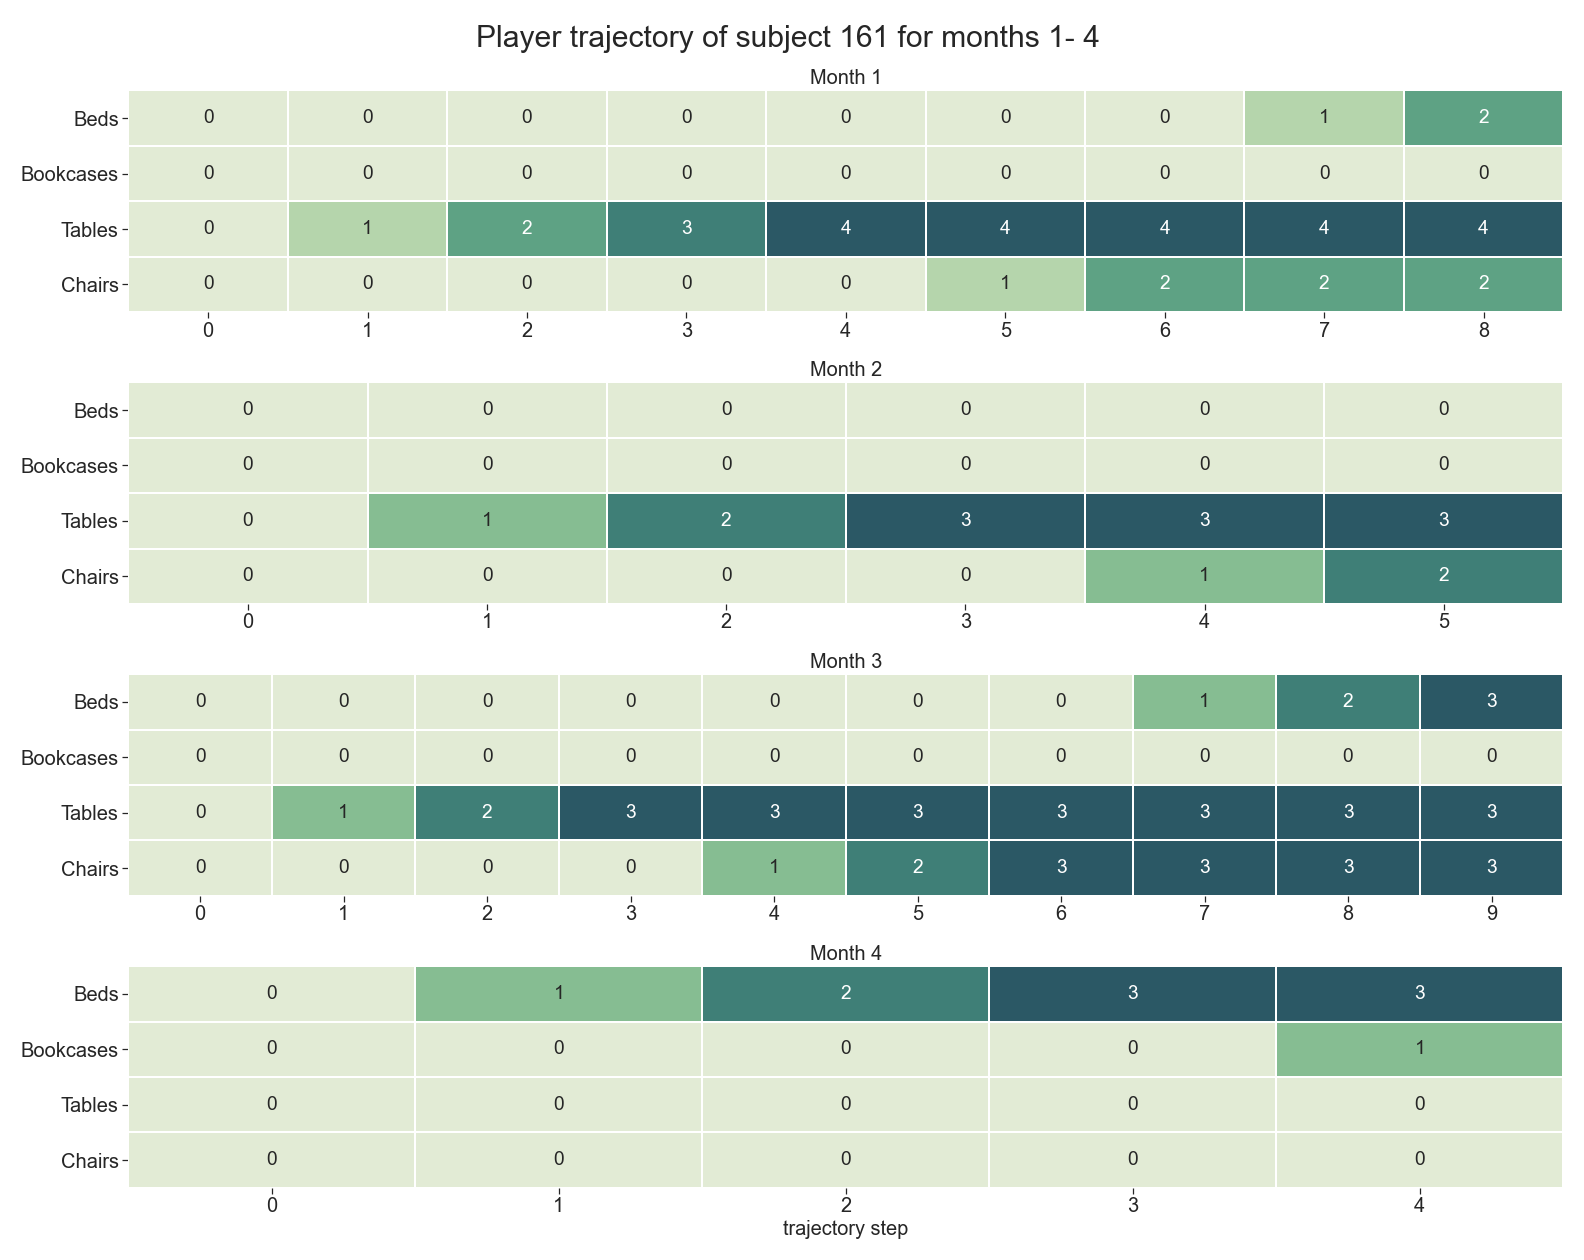 Player trajectory of subject 161 for months 1- 4
Month 1
Beds 0 0 0 0 0 0 0 1 2
Bookcases 0 0 0 0 0 0 0 0 0
Tables 0 1 2 3 4 4 4 4 4
Chairs 0 0 0 0 0 1 2 2 2
0 1 2 3 4 5 6 7 8
Month 2
Beds 0 0 0 0 0 0
Bookcases 0 0 0 0 0 0
Tables 0 1 2 3 3 3
Chairs 0 0 0 0 1 2
0 1 2 3 4 5
Month 3
Beds 0 0 0 0 0 0 0 1 2 3
Bookcases 0 0 0 0 0 0 0 0 0 0
Tables 0 1 2 3 3 3 3 3 3 3
Chairs 0 0 0 0 1 2 3 3 3 3
0 1 2 3 4 5 6 7 8 9
Month 4
Beds 0 1 2 3 3
Bookcases 0 0 0 0 1
Tables 0 0 0 0 0
Chairs 0 0 0 0 0
0 1 2 3 4
trajectory step